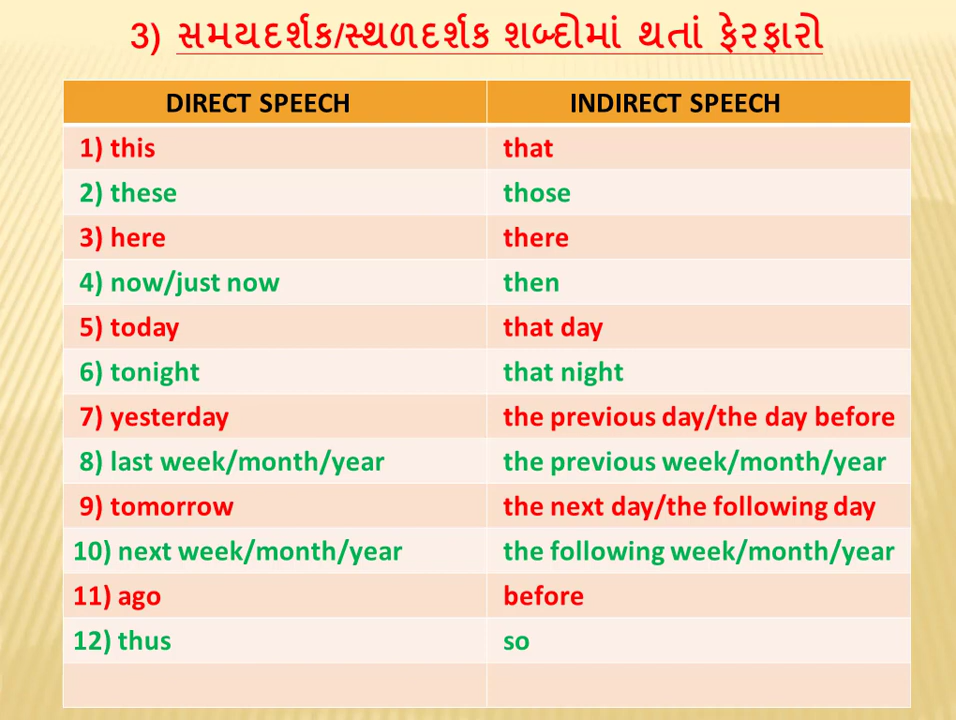 3) સમયદર્શક/સ્થળદર્શક શબ્દોમાં થતાં ફેરફારો
DIRECT SPEECH INDIRECT SPEECH
1) this that
2) these those
3) here there
4) now/just now then
5) today that day
6) tonight that night
7) yesterday the previous day/the day before
8) last week/month/year the previous week/month/year
9) tomorrow the next day/the following day
10) next week/month/year the following week/month/year
11) ago before
12) thus so